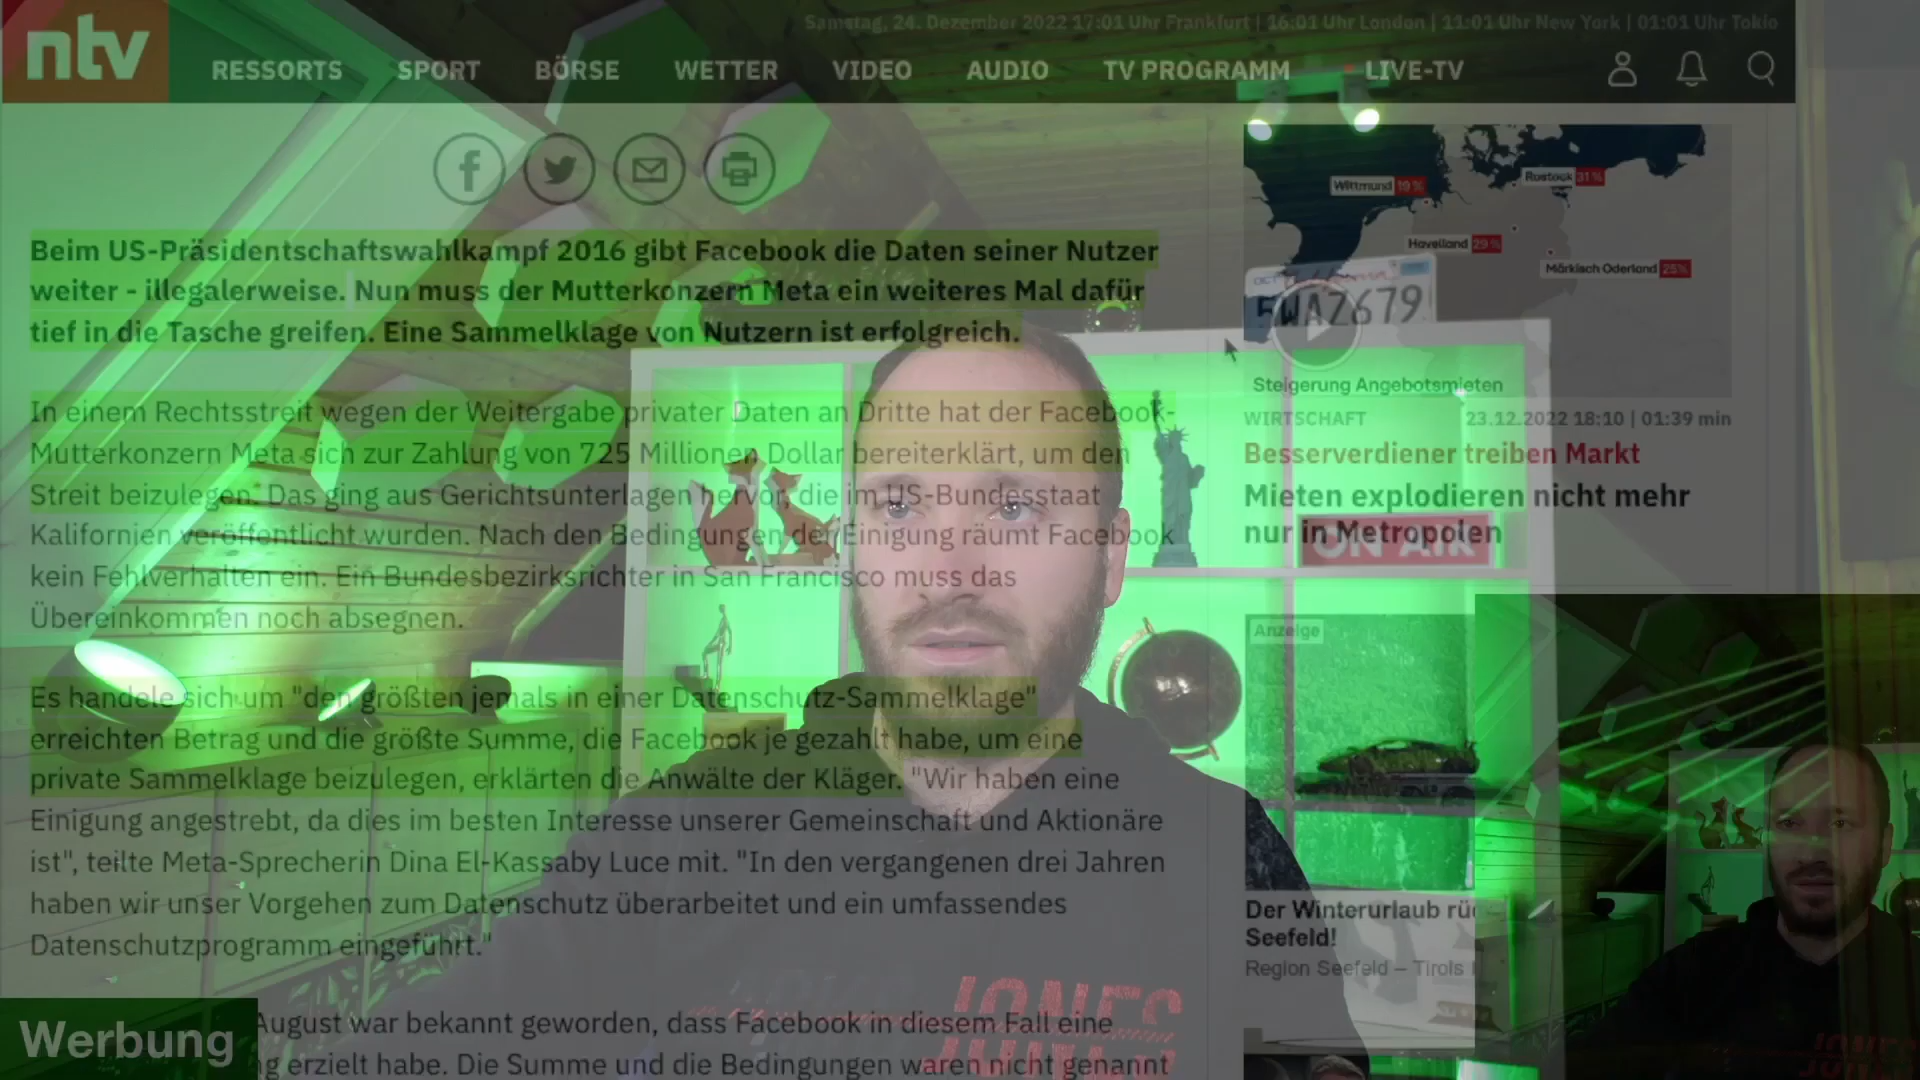 ntv
Samstag, 24. Dezember 2022 17:01 Uhr Frankfurt | 16:01 Uhr London | 11:01 Uhr New York | 01:01 Uhr Tokio
RESSORTS SPORT BÖRSE WETTER VIDEO AUDIO TV PROGRAMM LIVE-TV
Beim US-Präsidentschaftswahlkampf 2016 gibt Facebook die Daten seiner Nutzer
weiter - illegalerweise. Nun muss der Mutterkonzern Meta ein weiteres Mal dafür
tief in die Tasche greifen. Eine Sammelklage von Nutzern ist erfolgreich.
In einem Rechtsstreit wegen der Weitergabe privater Daten an Dritte hat der Facebook-
Mutterkonzern Meta sich zur Zahlung von 725 Millionen Dollar bereiterklärt, um den
Streit beizulegen. Das ging aus Gerichtsunterlagen hervor, die im US-Bundesstaat
Kalifornien veröffentlicht wurden. Nach den Bedingungen der Einigung räumt Facebook
kein Fehlverhalten ein. Ein Bundesbezirksrichter in San Francisco muss das
Übereinkommen noch absegnen.
Es handele sich um "den größten jemals in einer Datenschutz-Sammelklage"
erreichten Betrag und die größte Summe, die Facebook je gezahlt habe, um eine
private Sammelklage beizulegen, erklärten die Anwälte der Kläger. "Wir haben eine
Einigung angestrebt, da dies im besten Interesse unserer Gemeinschaft und Aktionäre
ist", teilte Meta-Sprecherin Dina El-Kassaby Luce mit. "In den vergangenen drei Jahren
haben wir unser Vorgehen zum Datenschutz überarbeitet und ein umfassendes
Datenschutzprogramm eingeführt."
August war bekannt geworden, dass Facebook in diesem Fall eine
g erzielt habe. Die Summe und die Bedingungen waren nicht genannt
Werbung
Wittmund 19 %
Rostock 31 %
Havelland 29 %
Märkisch Oderland 25%
5WAZ679
Steigerung Angebotsmieten
WIRTSCHAFT 23.12.2022 18:10 | 01:39 min
Besserverdiener treiben Markt
Mieten explodieren nicht mehr
nur in Metropolen
ON AIR
Anzeige
Der Winterurlaub rü
Seefeld!
Region Seefeld – Tirols
JONES